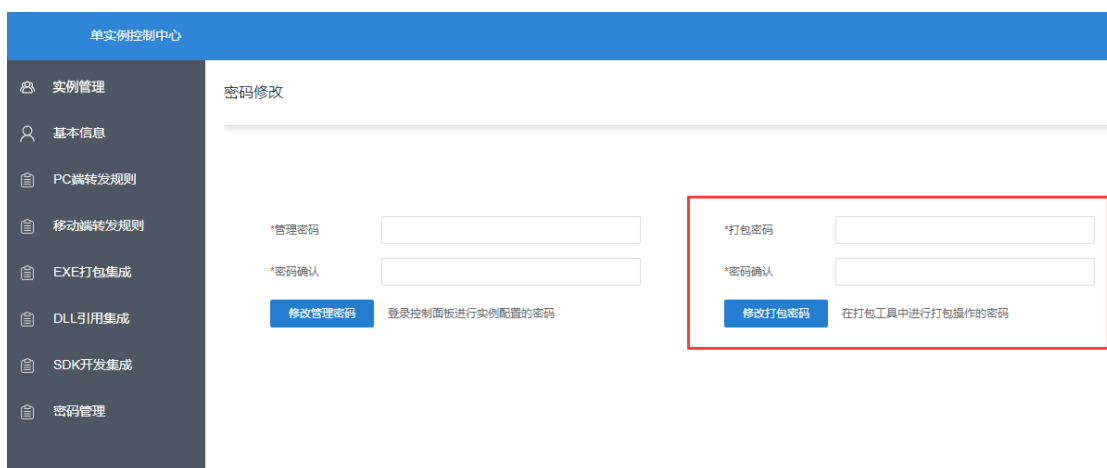 单实例控制中心
实例管理
基本信息
PC端转发规则
移动端转发规则
EXE打包集成
DLL引用集成
SDK开发集成
密码管理
密码修改
*管理密码
*密码确认
修改管理密码 登录控制面板进行实例配置的密码
*打包密码
*密码确认
修改打包密码 在打包工具中进行打包操作的密码